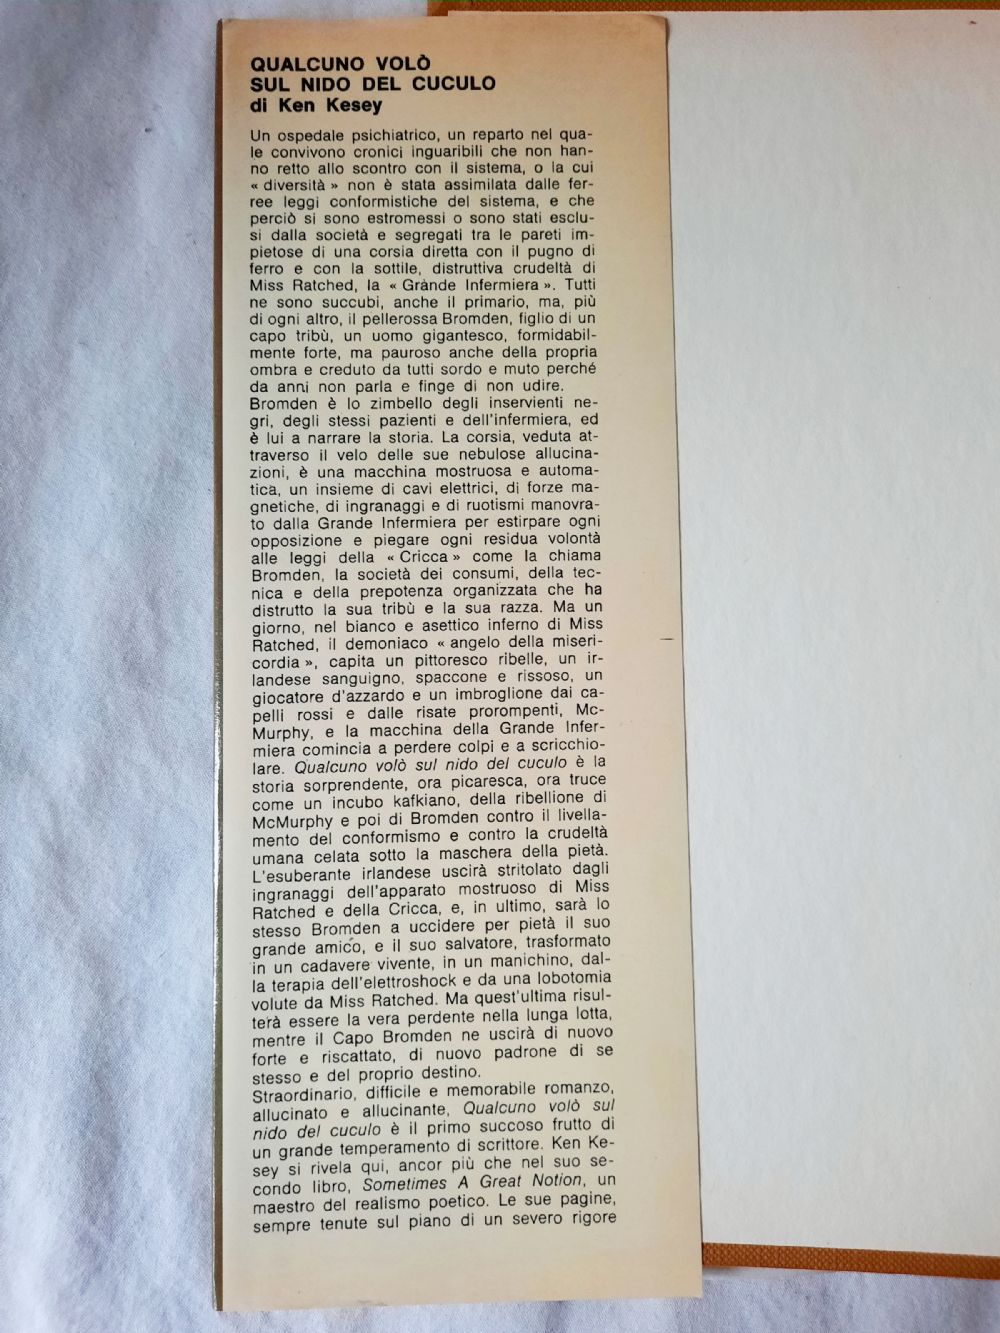 QUALCUNO VOLÒ
SUL NIDO DEL CUCULO
di Ken Kesey
Un ospedale psichiatrico, un reparto nel qua-
le convivono cronici inguaribili che non han-
no retto allo scontro con il sistema, o la cui
« diversità » non è stata assimilata dalle fer-
ree leggi conformistiche del sistema, e che
perciò si sono estromessi o sono stati esclu-
si dalla società e segregati tra le pareti im-
pietose di una corsia diretta con il pugno di
ferro e con la sottile, distruttiva crudeltà di
Miss Ratched, la « Grànde Infermiera ». Tutti
ne sono succubi, anche il primario, ma, più
di ogni altro, il pellerossa Bromden, figlio di un
capo tribù, un uomo gigantesco, formidabil-
mente forte, ma pauroso anche della propria
ombra e creduto da tutti sordo e muto perché
da anni non parla e finge di non udire.
Bromden è lo zimbello degli inservienti ne-
gri, degli stessi pazienti e dell'infermiera, ed
è lui a narrare la storia. La corsia, veduta at-
traverso il velo delle sue nebulose allucina-
zioni, è una macchina mostruosa e automa-
tica, un insieme di cavi elettrici, di forze ma-
gnetiche, di ingranaggi e di ruotismi manovra-
to dalla Grande Infermiera per estirpare ogni
opposizione e piegare ogni residua volontà
alle leggi della « Cricca » come la chiama
Bromden, la società dei consumi, della tec-
nica e della prepotenza organizzata che ha
distrutto la sua tribù e la sua razza. Ma un
giorno, nel bianco e asettico inferno di Miss
Ratched, il demoniaco « angelo della miseri-
cordia », capita un pittoresco ribelle, un ir-
landese sanguigno, spaccone e rissoso, un
giocatore d'azzardo e un imbroglione dai ca-
pelli rossi e dalle risate prorompenti, Mc-
Murphy, e la macchina della Grande Infer-
miera comincia a perdere colpi e a scricchio-
lare. Qualcuno volò sul nido del cuculo è la
storia sorprendente, ora picaresca, ora truce
come un incubo kafkiano, della ribellione di
McMurphy e poi di Bromden contro il livella-
mento del conformismo e contro la crudeltà
umana celata sotto la maschera della pietà.
L'esuberante irlandese uscirà stritolato dagli
ingranaggi dell'apparato mostruoso di Miss
Ratched e della Cricca, e, in ultimo, sarà lo
stesso Bromden a uccidere per pietà il suo
grande amico, e il suo salvatore, trasformato
in un cadavere vivente, in un manichino, dal-
la terapia dell'elettroshock e da una lobotomia
volute da Miss Ratched. Ma quest'ultima risul-
terà essere la vera perdente nella lunga lotta,
mentre il Capo Bromden ne uscirà di nuovo
forte e riscattato, di nuovo padrone di se
stesso e del proprio destino.
Straordinario, difficile e memorabile romanzo,
allucinato e allucinante, Qualcuno volò sul
nido del cuculo è il primo succoso frutto di
un grande temperamento di scrittore. Ken Ke-
sey si rivela qui, ancor più che nel suo se-
condo libro, Sometimes A Great Notion, un
maestro del realismo poetico. Le sue pagine,
sempre tenute sul piano di un severo rigore